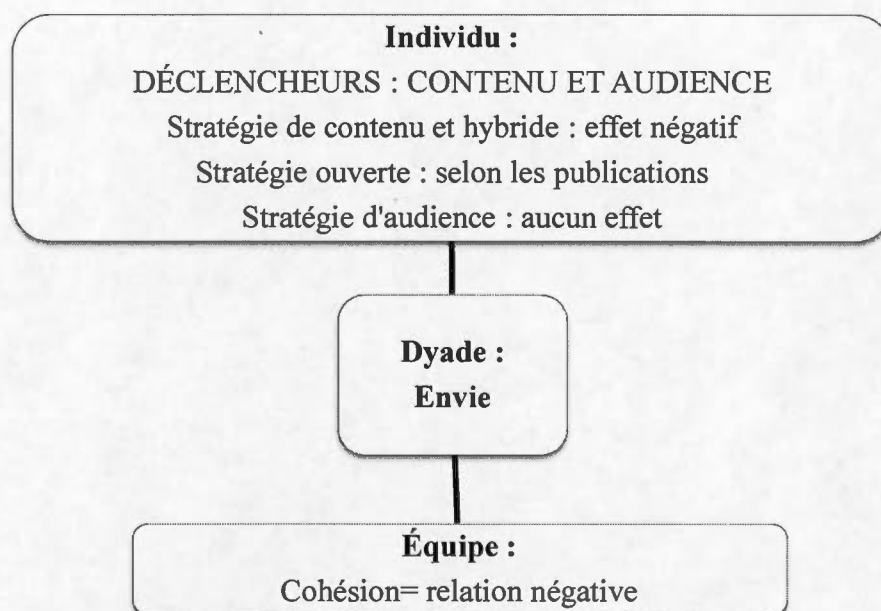 Individu :
DÉCLENCHEURS : CONTENU ET AUDIENCE
Stratégie de contenu et hybride : effet négatif
Stratégie ouverte : selon les publications
Stratégie d'audience : aucun effet
Dyade :
Envie
Équipe :
Cohésion= relation négative